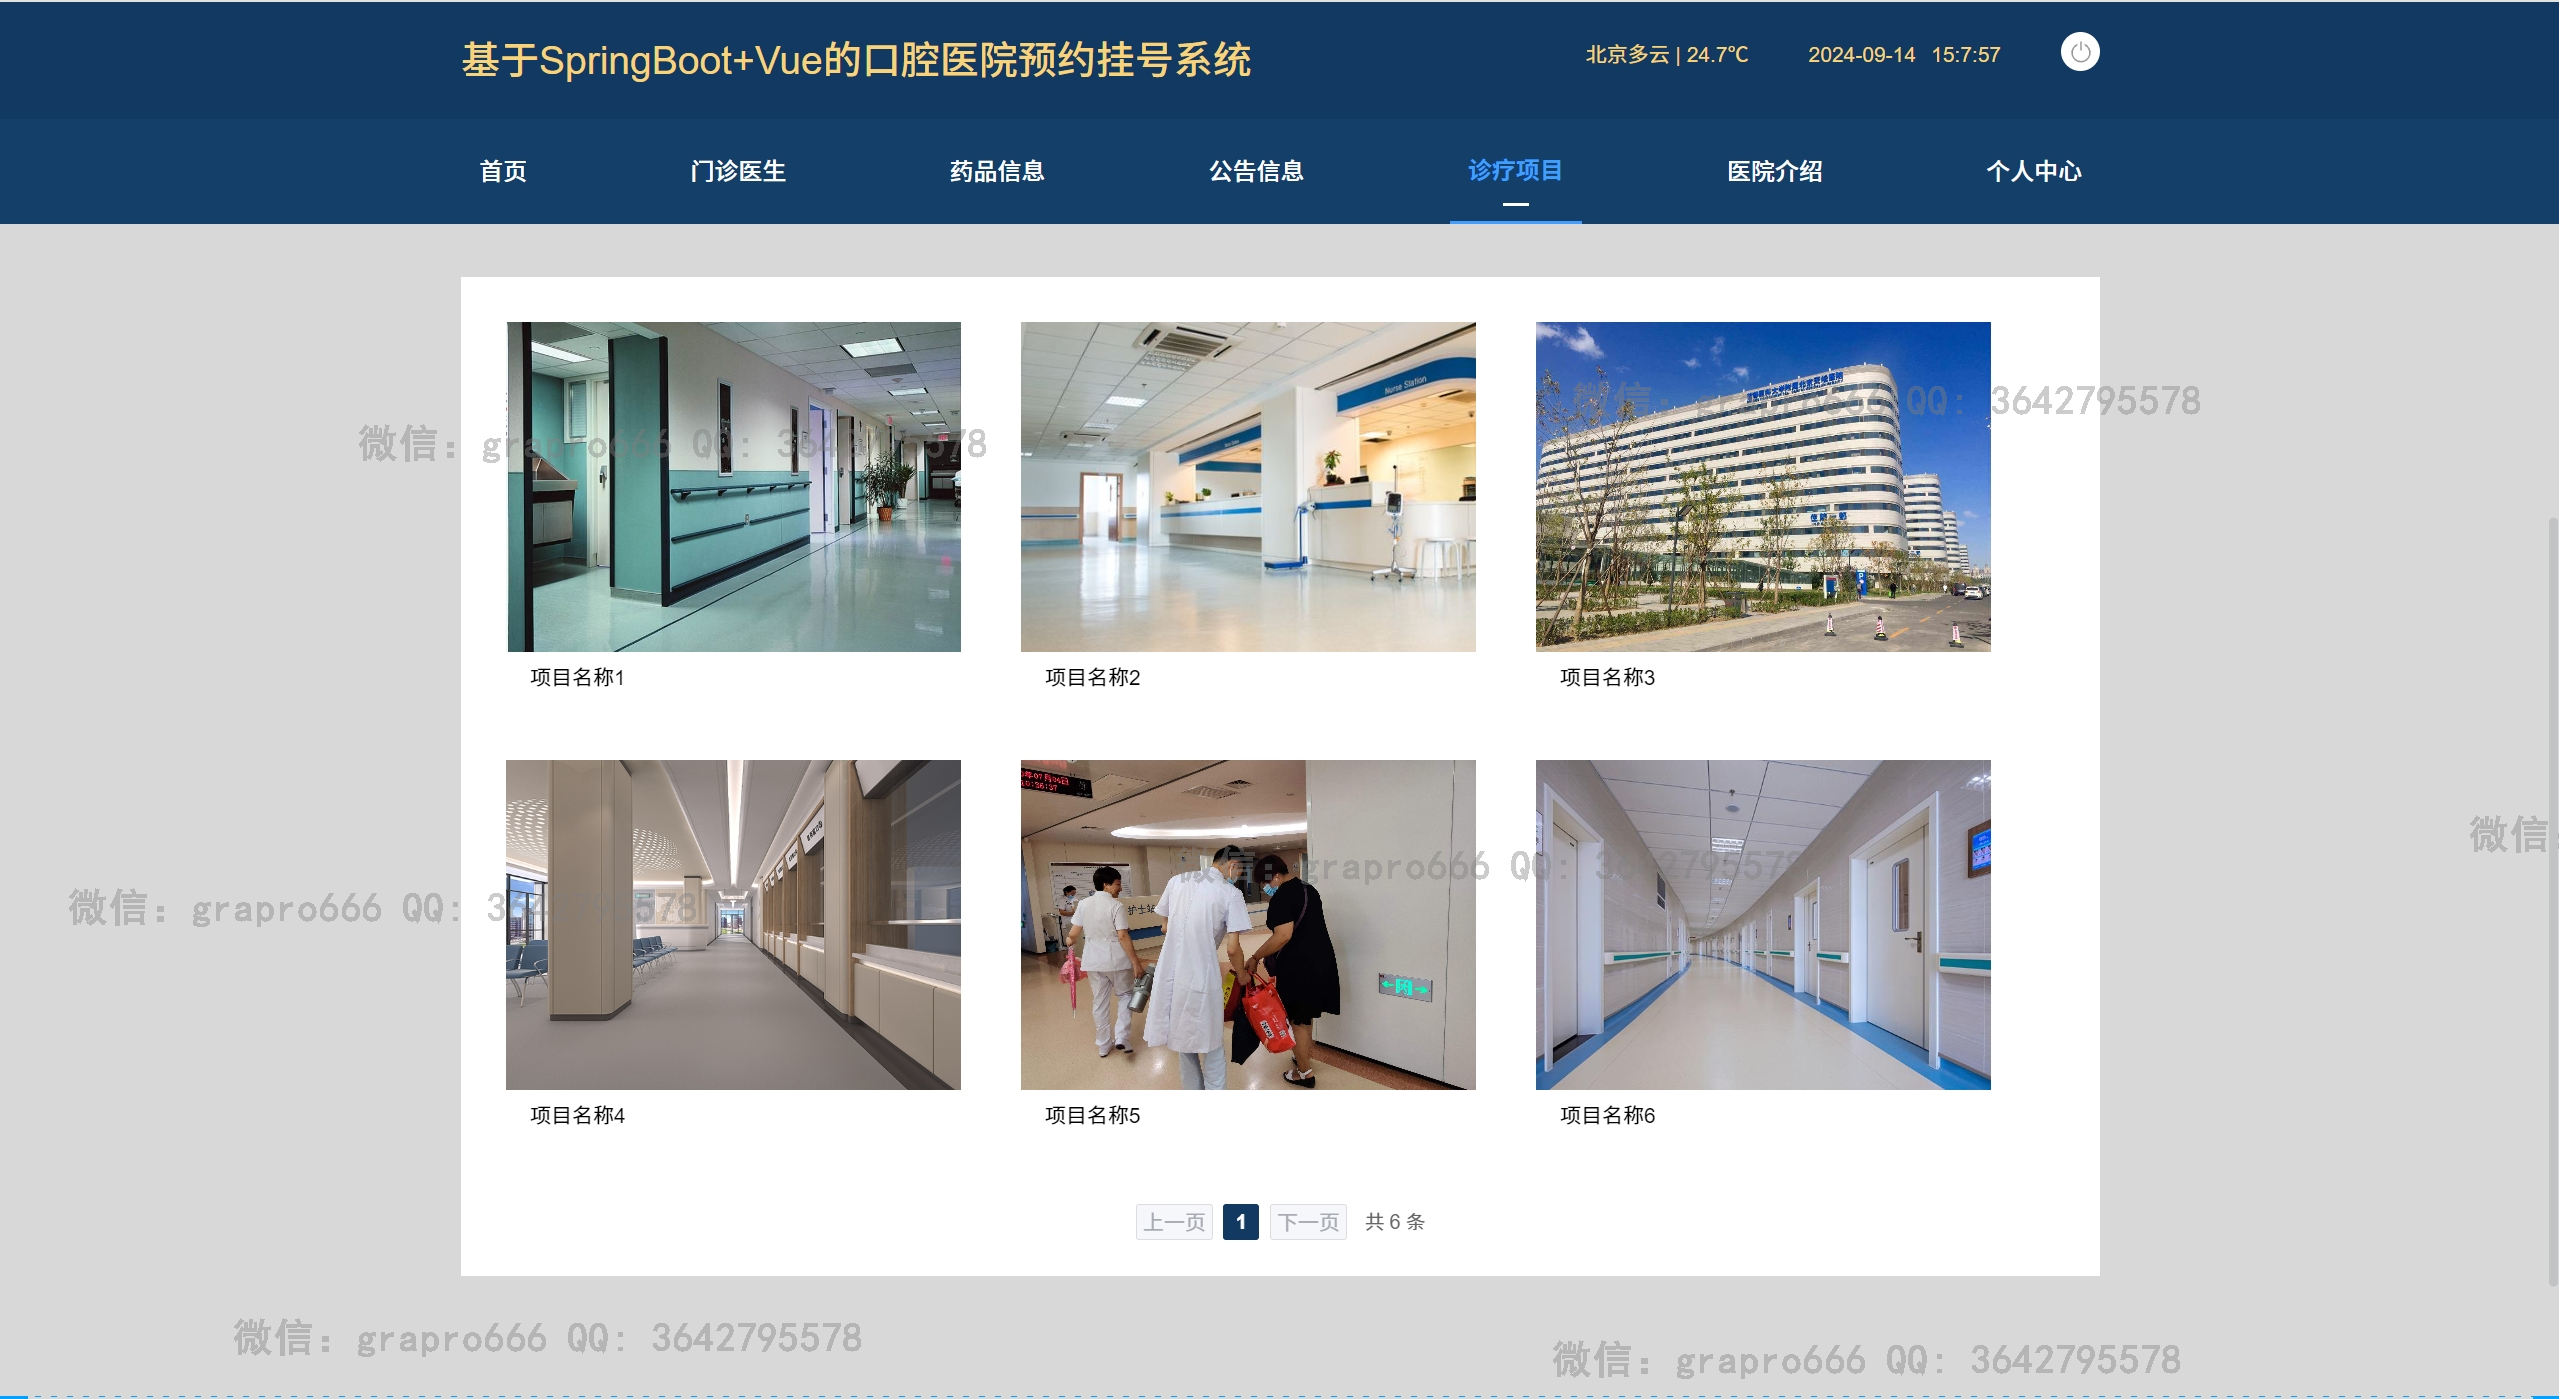 基于SpringBoot+Vue的口腔医院预约挂号系统
北京多云 | 24.7℃ 2024-09-14 15:7:57
首页 门诊医生 药品信息 公告信息 诊疗项目 医院介绍 个人中心
Nurse Station
微信: grapro666 QQ: 3642795578
微信: grapro666 QQ: 3642795578
项目名称1
项目名称2
项目名称3
护士站
微信: grapro666 QQ: 3642795578
微信: grapro666 QQ: 3642795578
微信:
项目名称4
项目名称5
项目名称6
上一页 1 下一页 共 6 条
微信: grapro666 QQ: 3642795578
微信: grapro666 QQ: 3642795578